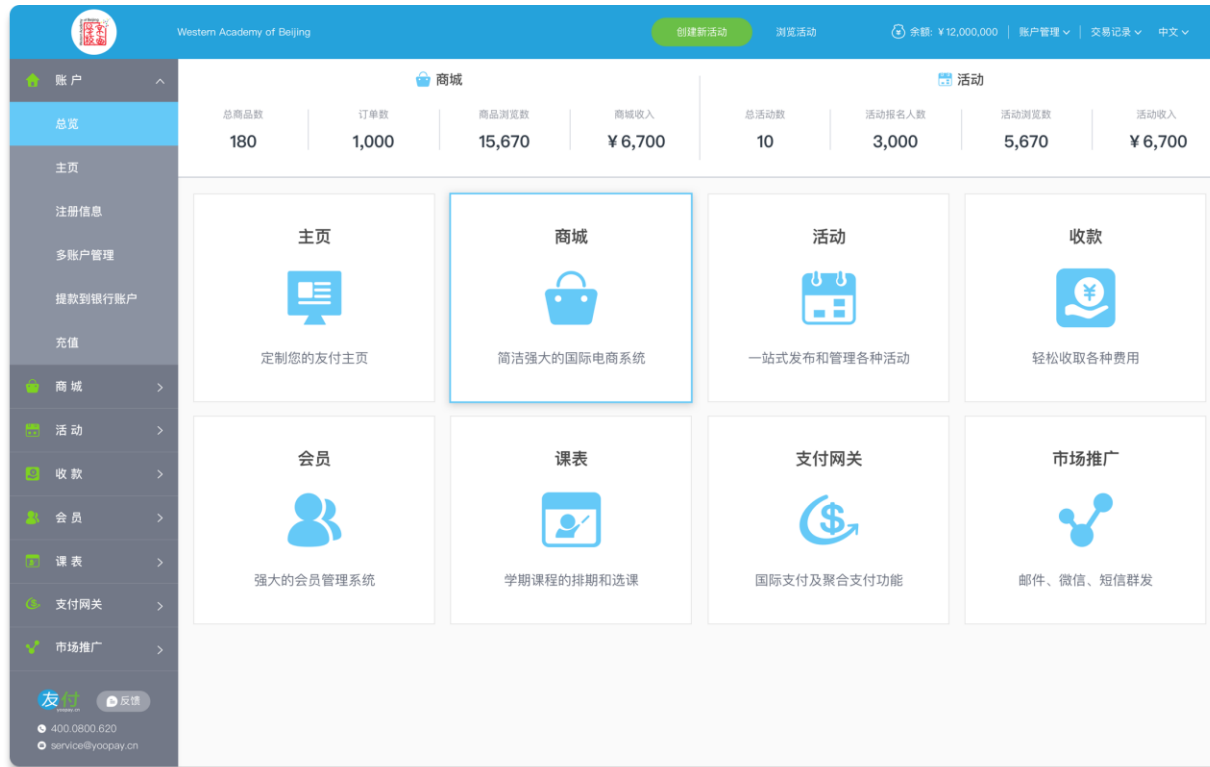 Western Academy of Beijing
创建新活动
浏览活动
余额: ¥12,000,000
账户管理
交易记录
中文
账 户
总览
主页
注册信息
多账户管理
提款到银行账户
充值
商 城
活 动
收 款
会 员
课 表
支付网关
市场推广
友付
yoopay.cn
反馈
400.0800.620
service@yoopay.cn
商城
总商品数
订单数
商品浏览数
商城收入
180
1,000
15,670
¥6,700
活动
总活动数
活动报名人数
活动浏览数
活动收入
10
3,000
5,670
¥6,700
主页
定制您的友付主页
商城
简洁强大的国际电商系统
活动
一站式发布和管理各种活动
收款
¥
轻松收取各种费用
会员
强大的会员管理系统
课表
学期课程的排期和选课
支付网关
$
国际支付及聚合支付功能
市场推广
邮件、微信、短信群发